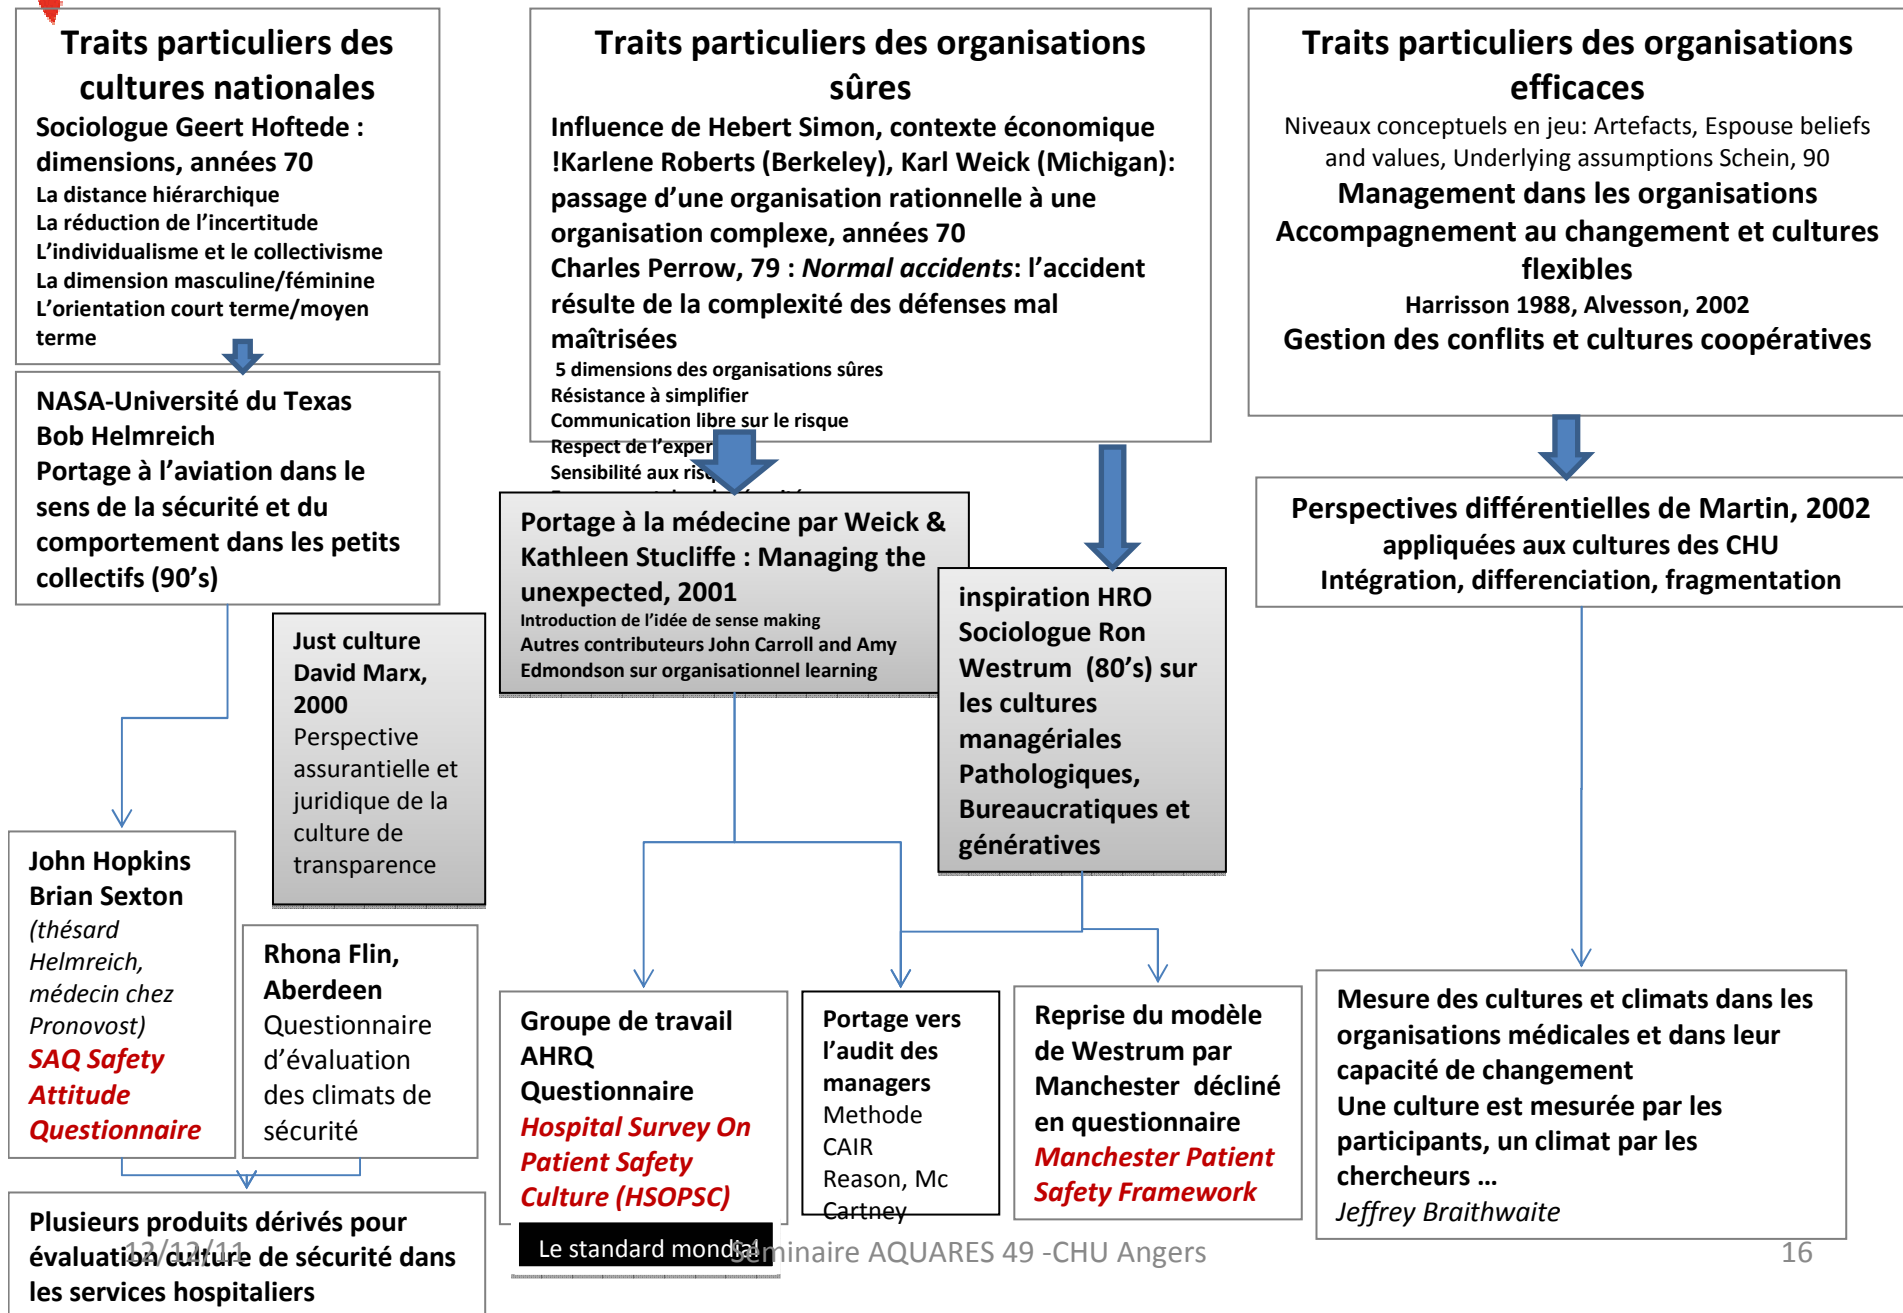 Traits particuliers des
cultures nationales
Sociologue Geert Hoftede :
dimensions, années 70
La distance hiérarchique
La réduction de l'incertitude
L'individualisme et le collectivisme
La dimension masculine/féminine
L'orientation court terme/moyen
terme
NASA-Université du Texas
Bob Helmreich
Portage à l'aviation dans le
sens de la sécurité et du
comportement dans les petits
collectifs (90's)
Just culture
David Marx,
2000
Perspective
assurantielle et
juridique de la
culture de
transparence
John Hopkins
Brian Sexton
(thésard
Helmreich,
médecin chez
Pronovost)
SAQ Safety
Attitude
Questionnaire
Rhona Flin,
Aberdeen
Questionnaire
d'évaluation
des climats de
sécurité
Plusieurs produits dérivés pour
évaluation culture de sécurité dans
les services hospitaliers
Traits particuliers des organisations
sûres
Influence de Hebert Simon, contexte économique
!Karlene Roberts (Berkeley), Karl Weick (Michigan):
passage d'une organisation rationnelle à une
organisation complexe, années 70
Charles Perrow, 79 : Normal accidents: l'accident
résulte de la complexité des défenses mal
maîtrisées
5 dimensions des organisations sûres
Résistance à simplifier
Communication libre sur le risque
Respect de l'exper
Sensibilité aux ris
Portage à la médecine par Weick &
Kathleen Stucliffe : Managing the
unexpected, 2001
Introduction de l'idée de sense making
Autres contributeurs John Carroll and Amy
Edmondson sur organisationnel learning
inspiration HRO
Sociologue Ron
Westrum (80's) sur
les cultures
managériales
Pathologiques,
Bureaucratiques et
génératives
Groupe de travail
AHRQ
Questionnaire
Hospital Survey On
Patient Safety
Culture (HSOPSC)
Le standard mondial
Portage vers
l'audit des
managers
Methode
CAIR
Reason, Mc
Cartney
Reprise du modèle
de Westrum par
Manchester décliné
en questionnaire
Manchester Patient
Safety Framework
Traits particuliers des organisations
efficaces
Niveaux conceptuels en jeu: Artefacts, Espouse beliefs
and values, Underlying assumptions Schein, 90
Management dans les organisations
Accompagnement au changement et cultures
flexibles
Harrisson 1988, Alvesson, 2002
Gestion des conflits et cultures coopératives
Perspectives différentielles de Martin, 2002
appliquées aux cultures des CHU
Intégration, differenciation, fragmentation
Mesure des cultures et climats dans les
organisations médicales et dans leur
capacité de changement
Une culture est mesurée par les
participants, un climat par les
chercheurs ...
Jeffrey Braithwaite
12/12/11
Séminaire AQUARES 49 -CHU Angers
16